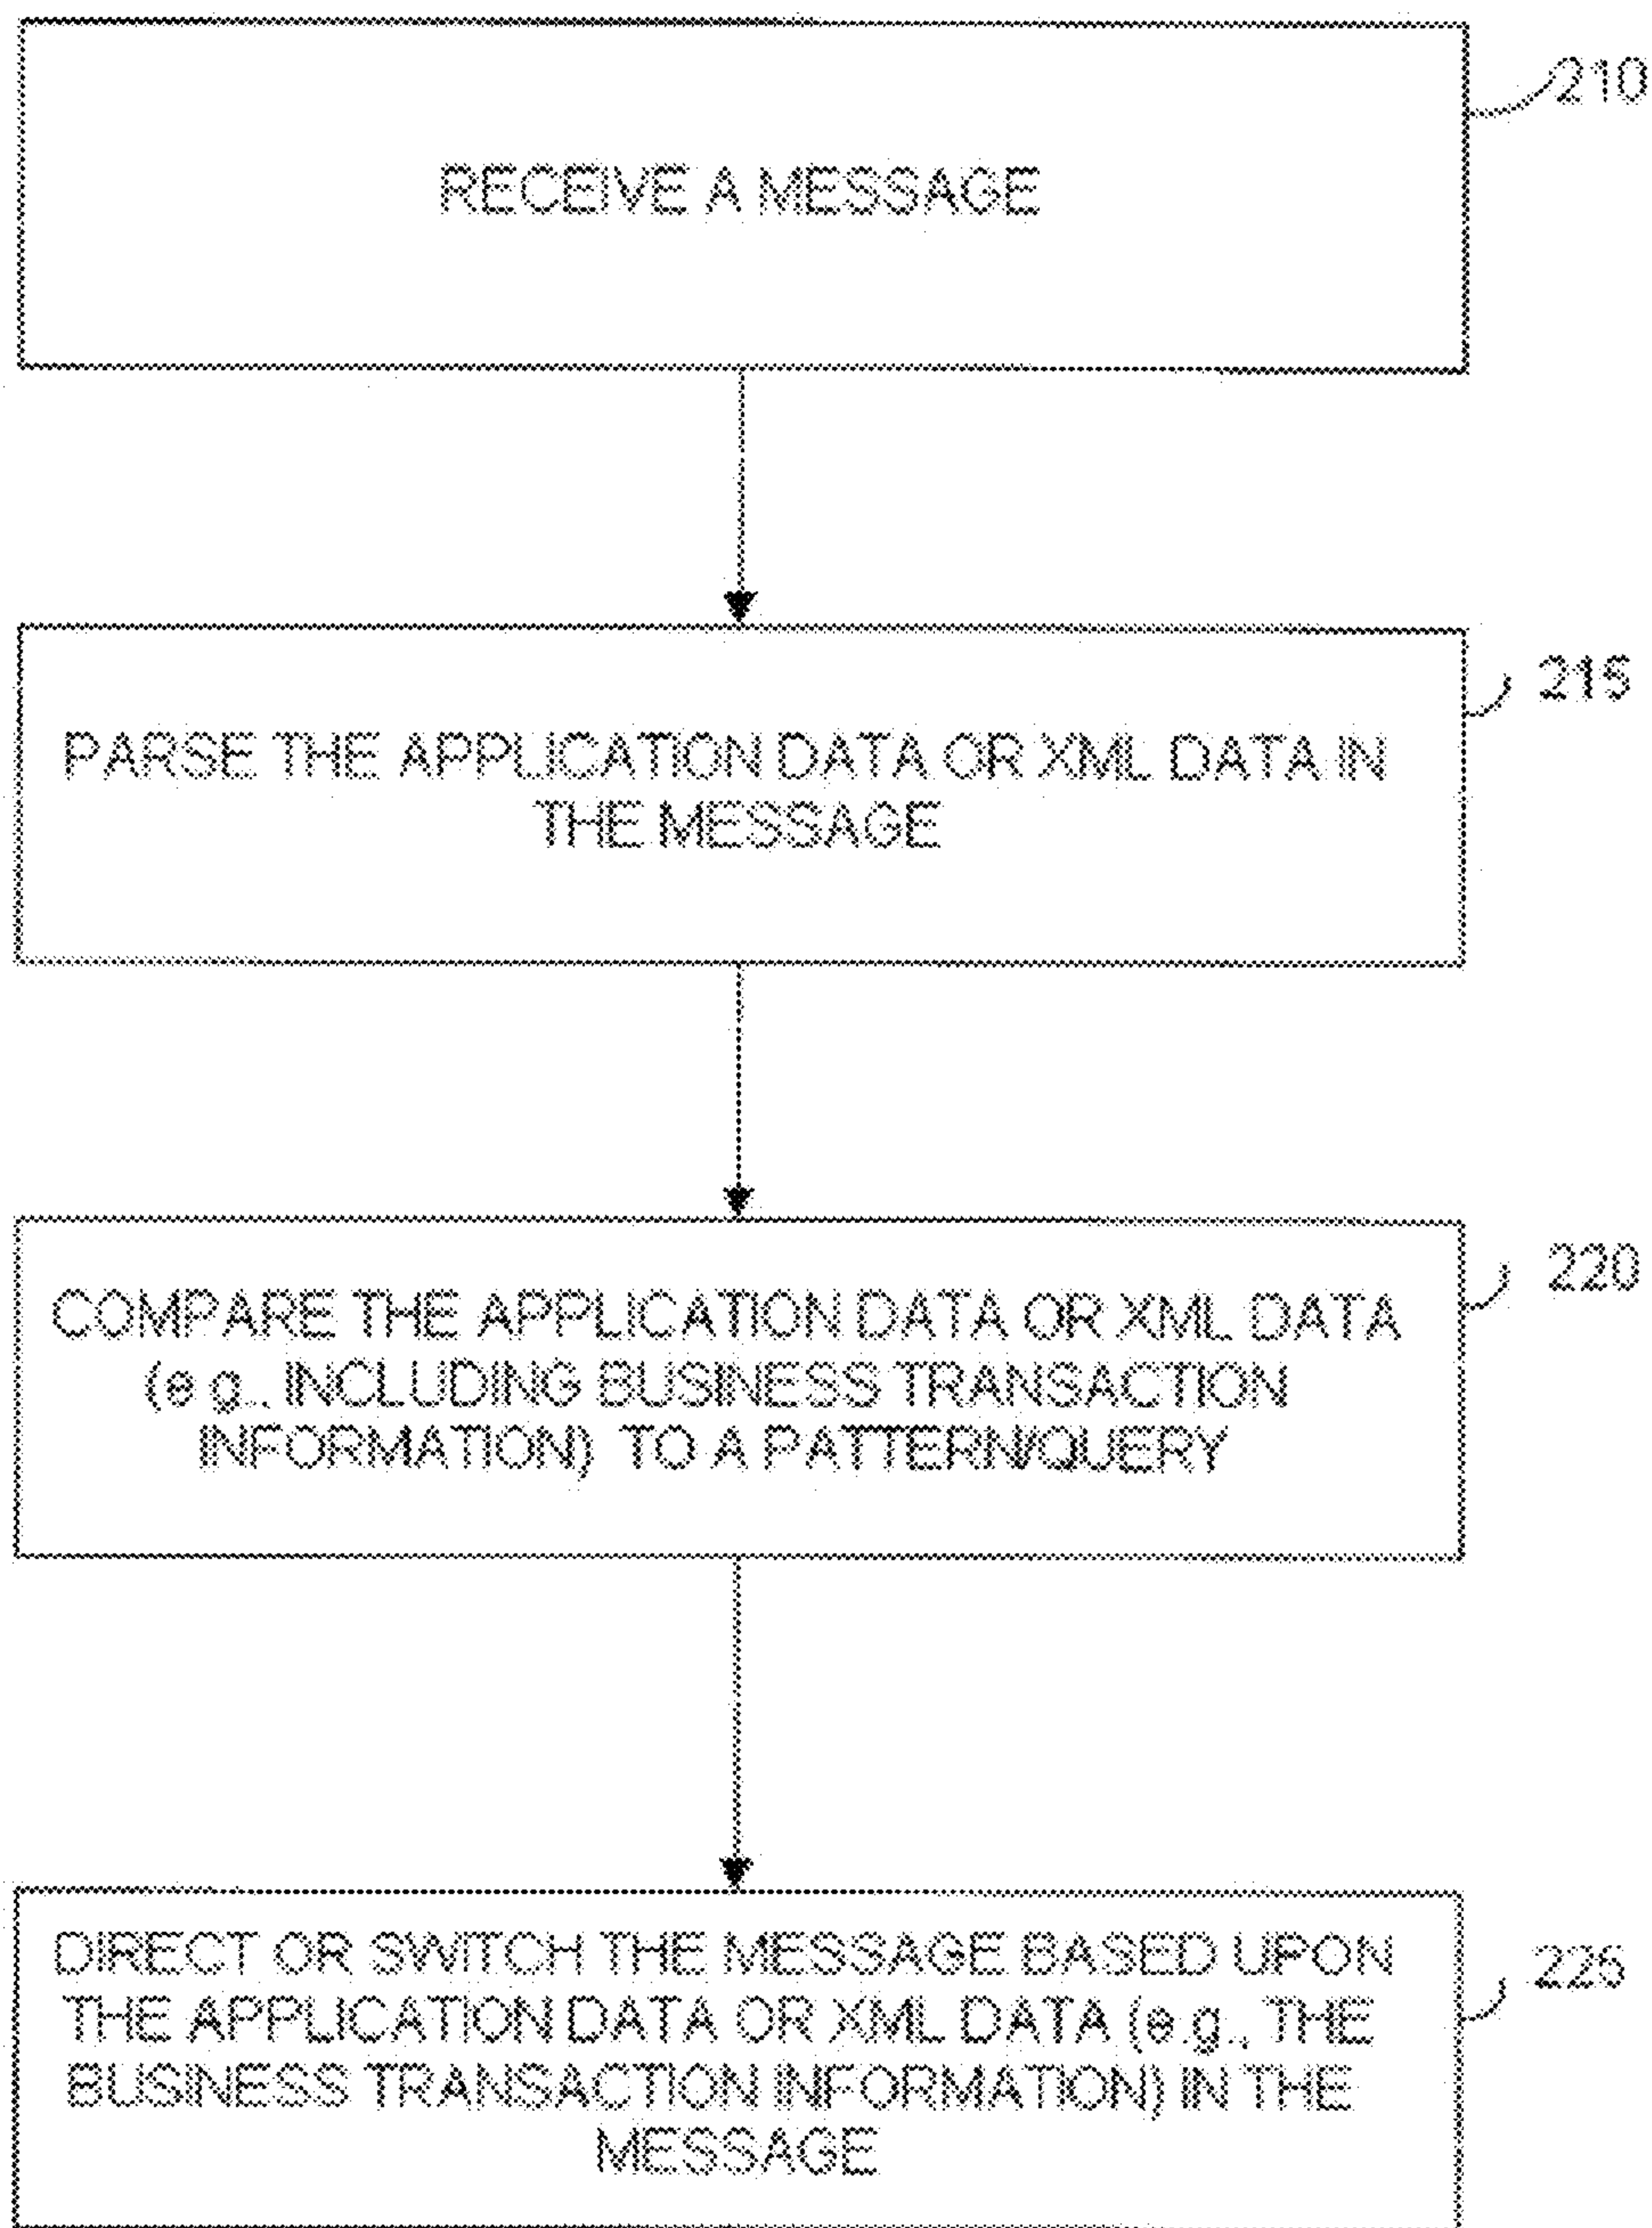 210
RECEIVE A MESSAGE
215
PARSE THE APPLICATION DATA OR XML DATA IN
THE MESSAGE
220
COMPARE THE APPLICATION DATA OR XML DATA
(e.g., INCLUDING BUSINESS TRANSACTION
INFORMATION) TO A PATTERN/QUERY
225
DIRECT OR SWITCH THE MESSAGE BASED UPON
THE APPLICATION DATA OR XML DATA (e.g., THE
BUSINESS TRANSACTION INFORMATION) IN THE
MESSAGE